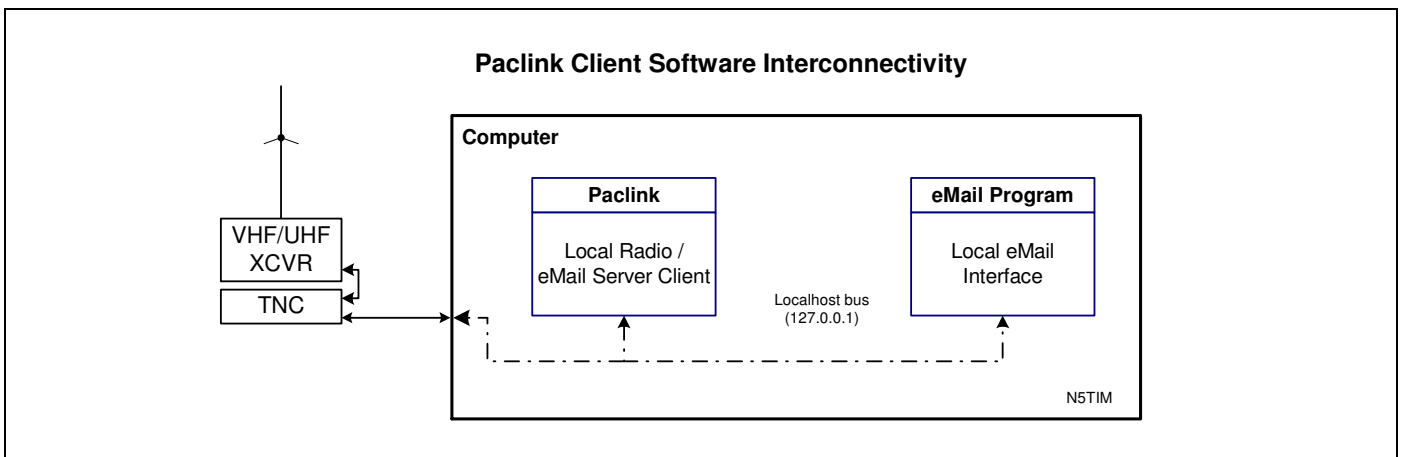 Paclink Client Software Interconnectivity
Computer
Paclink
eMail Program
VHF/UHF
XCVR
TNC
Local Radio /
eMail Server Client
Local eMail
Interface
Localhost bus
(127.0.0.1)
N5TIM